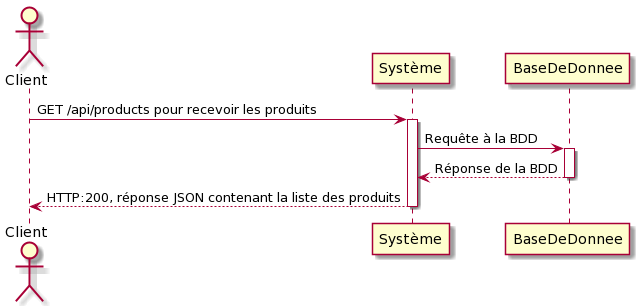 Client
Système
BaseDeDonnee
GET /api/products pour recevoir les produits
Requête à la BDD
Réponse de la BDD
HTTP:200, réponse JSON contenant la liste des produits
Client
Système
BaseDeDonnee